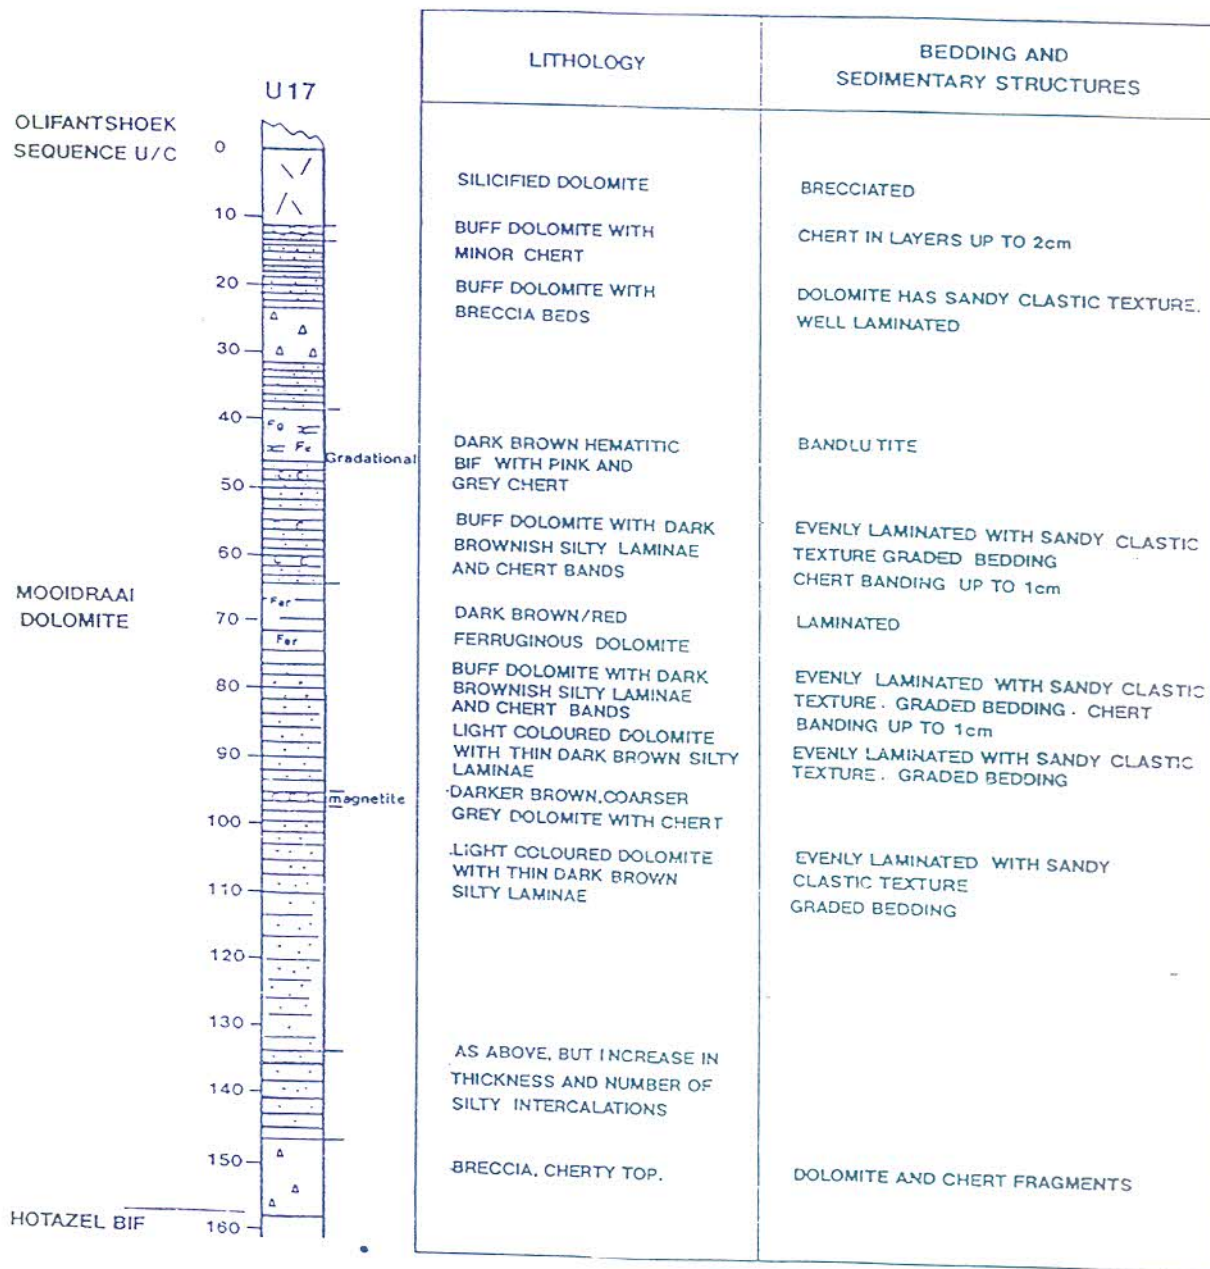 U17
OLIFANTSHOEK
SEQUENCE U/C
MOOIDRAAI
DOLOMITE
HOTAZEL BIF
0
10
20
30
40
50
60
70
80
90
100
110
120
130
140
150
160
Fe
Fe
Gradational
C C
C
C C
Fer
Fer
magnetite
LITHOLOGY
SILICIFIED DOLOMITE
BUFF DOLOMITE WITH
MINOR CHERT
BUFF DOLOMITE WITH
BRECCIA BEDS
DARK BROWN HEMATITIC
BIF WITH PINK AND
GREY CHERT
BUFF DOLOMITE WITH DARK
BROWNISH SILTY LAMINAE
AND CHERT BANDS
DARK BROWN/RED
FERRUGINOUS DOLOMITE
BUFF DOLOMITE WITH DARK
BROWNISH SILTY LAMINAE
AND CHERT BANDS
LIGHT COLOURED DOLOMITE
WITH THIN DARK BROWN SILTY
LAMINAE
DARKER BROWN, COARSER
GREY DOLOMITE WITH CHERT
LIGHT COLOURED DOLOMITE
WITH THIN DARK BROWN
SILTY LAMINAE
AS ABOVE, BUT INCREASE IN
THICKNESS AND NUMBER OF
SILTY INTERCALATIONS
BRECCIA, CHERTY TOP.
BEDDING AND
SEDIMENTARY STRUCTURES
BRECCIATED
CHERT IN LAYERS UP TO 2cm
DOLOMITE HAS SANDY CLASTIC TEXTURE.
WELL LAMINATED
BANDLUTITE
EVENLY LAMINATED WITH SANDY CLASTIC
TEXTURE GRADED BEDDING
CHERT BANDING UP TO 1cm
LAMINATED
EVENLY LAMINATED WITH SANDY CLASTIC
TEXTURE. GRADED BEDDING. CHERT
BANDING UP TO 1cm
EVENLY LAMINATED WITH SANDY CLASTIC
TEXTURE. GRADED BEDDING
EVENLY LAMINATED WITH SANDY
CLASTIC TEXTURE
GRADED BEDDING
DOLOMITE AND CHERT FRAGMENTS